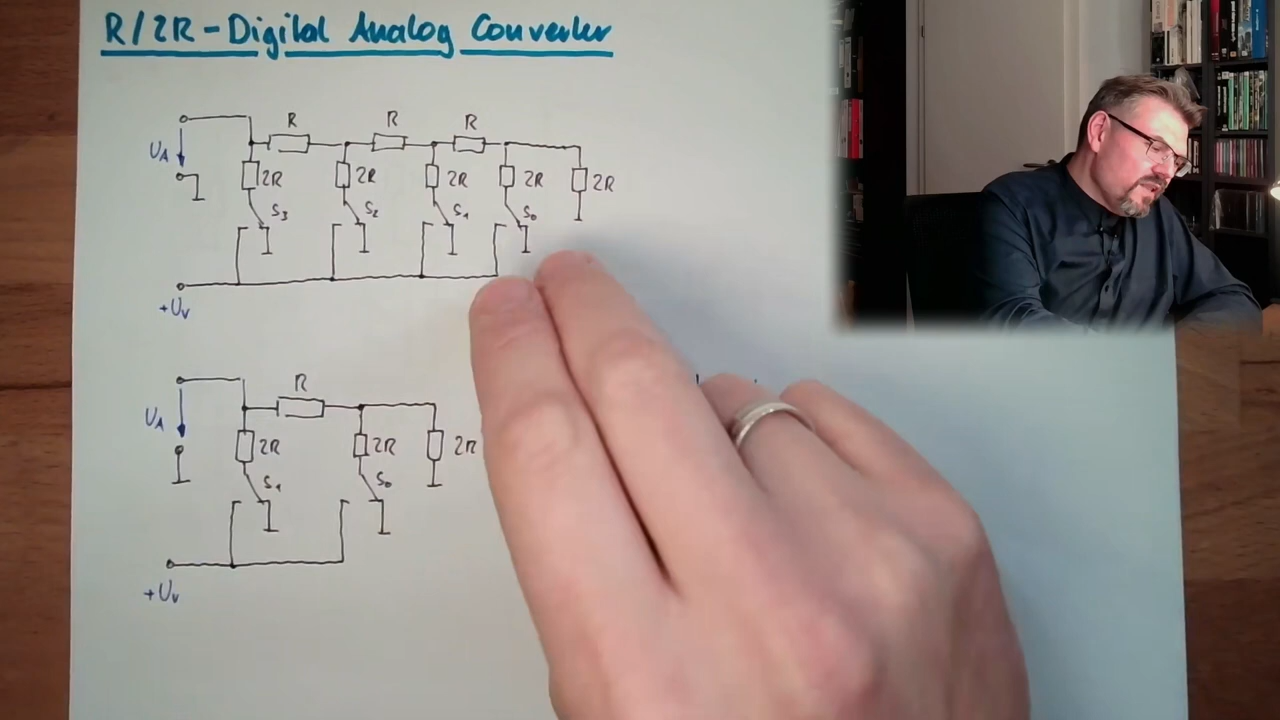 R/2R-Digital Analog Converter
R R R
UA 2R 2R 2R 2R 2R
S3 S2 S1 S0
+Uv
R
UA 2R 2R 2R
S1 S0
+Uv